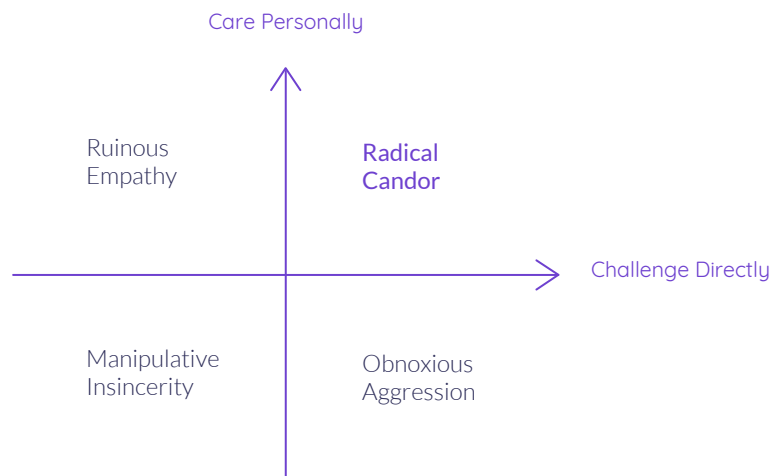 Care Personally
Ruinous
Empathy
Radical
Candor
Challenge Directly
Manipulative
Insincerity
Obnoxious
Aggression